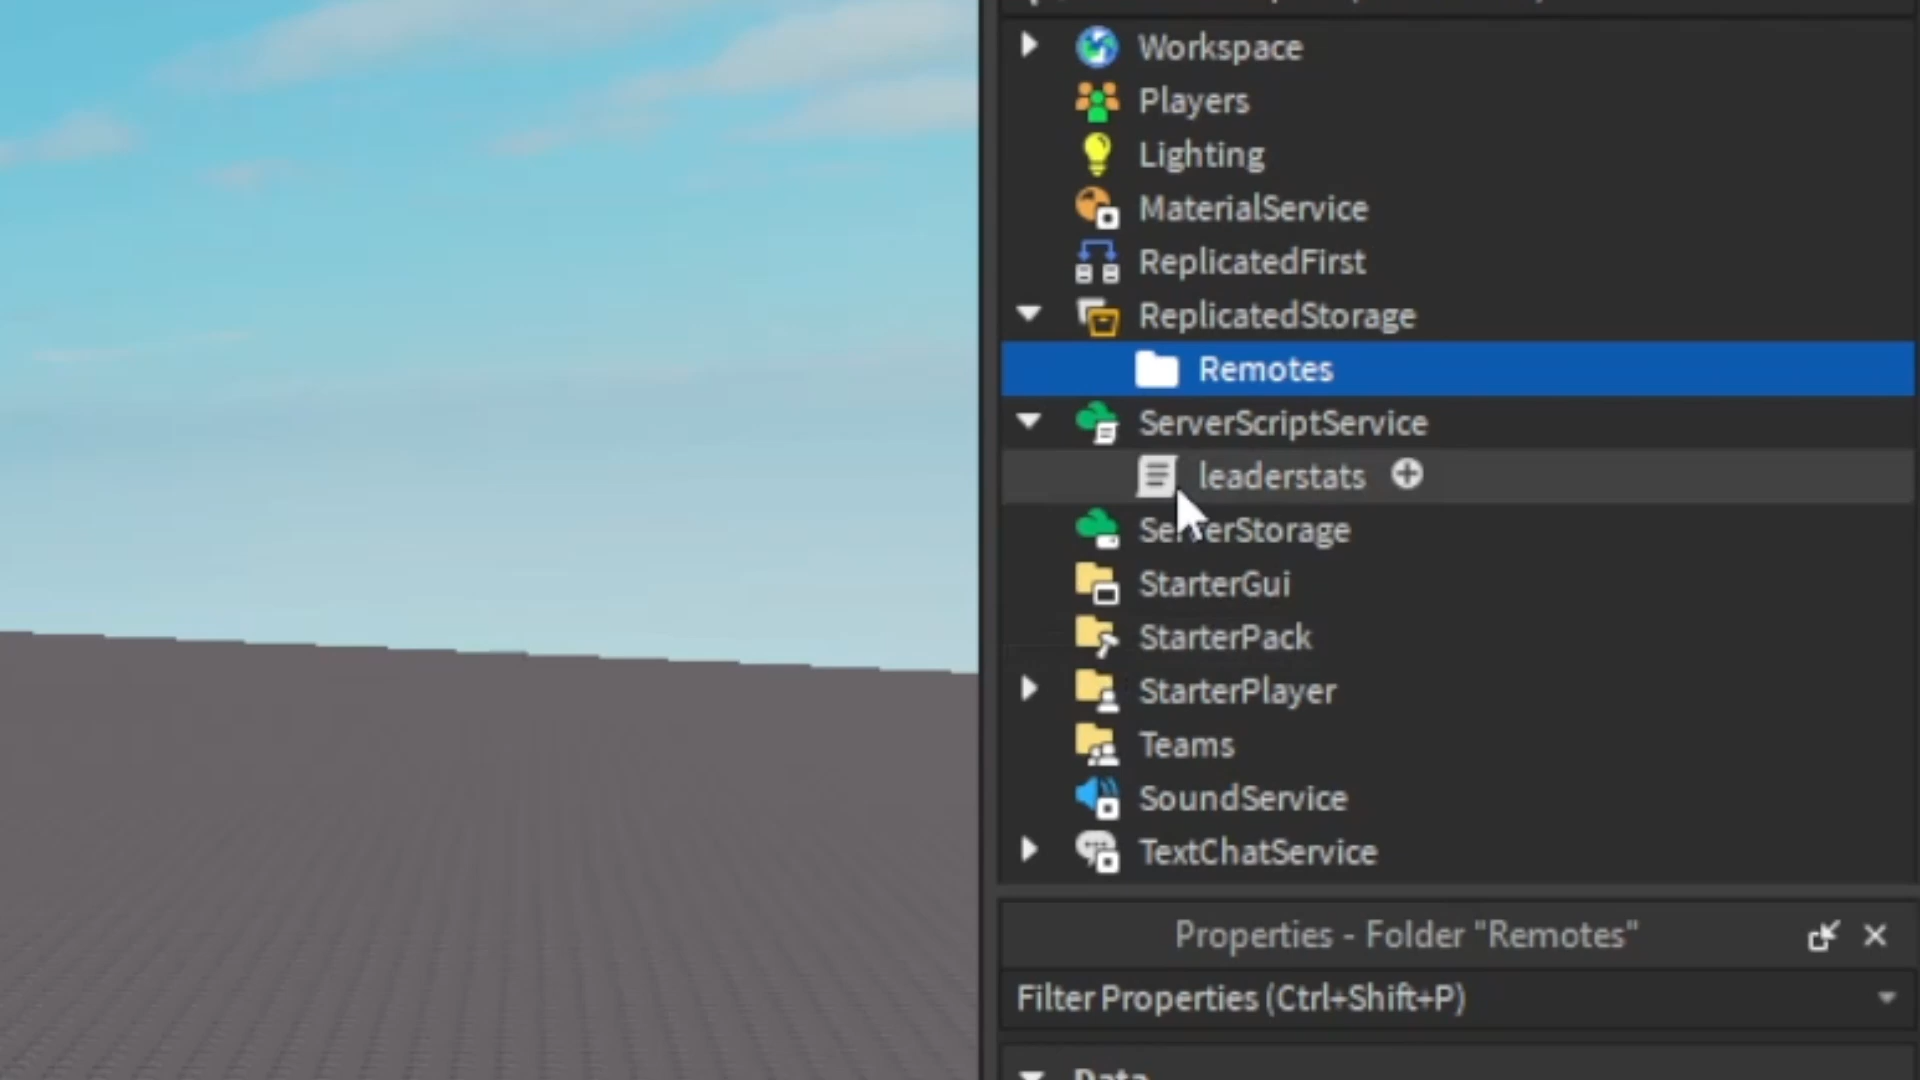 Workspace
Players
Lighting
MaterialService
ReplicatedFirst
ReplicatedStorage
Remotes
ServerScriptService
leaderstats
ServerStorage
StarterGui
StarterPack
StarterPlayer
Teams
SoundService
TextChatService
Properties - Folder "Remotes"
Filter Properties (Ctrl+Shift+P)
Data